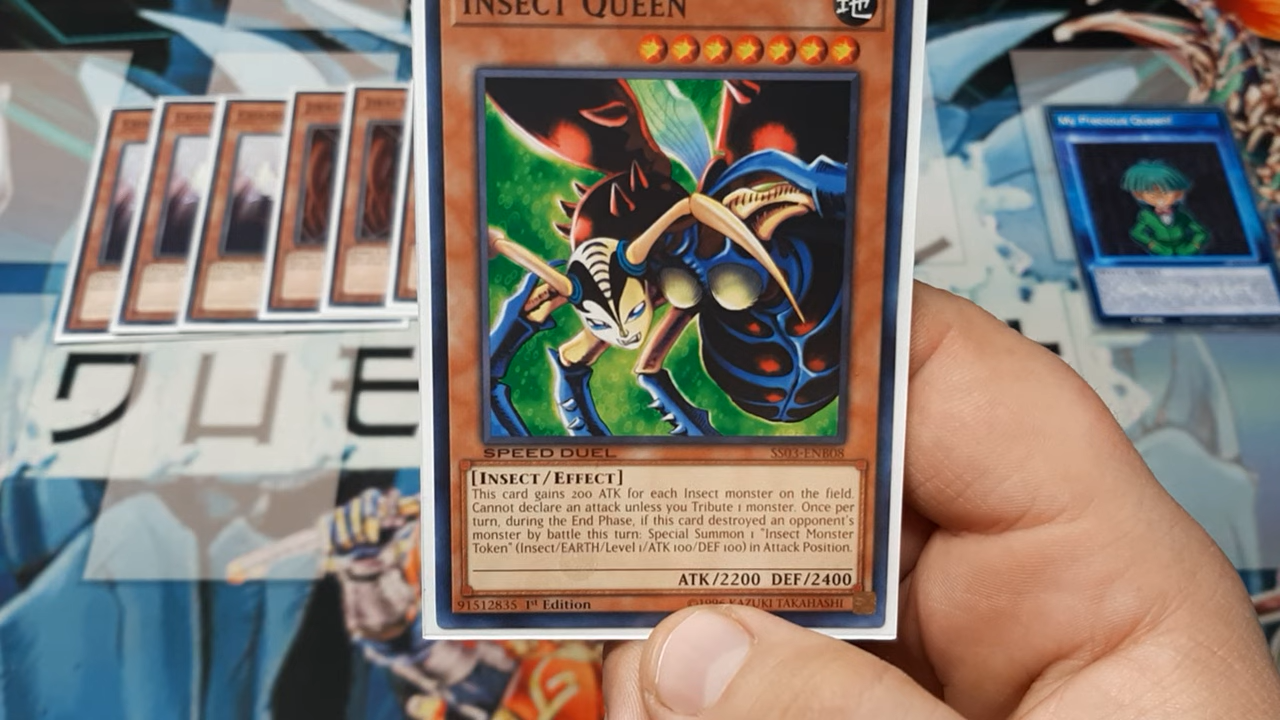 INSECT QUEEN
地
My Precious Queen!
SPEED DUEL SS03-ENB08
[INSECT/EFFECT]
This card gains 200 ATK for each Insect monster on the field.
Cannot declare an attack unless you Tribute 1 monster. Once per
turn, during the End Phase, if this card destroyed an opponent's
monster by battle this turn: Special Summon 1 "Insect Monster
Token" (Insect/EARTH/Level 1/ATK 100/DEF 100) in Attack Position.
ATK/2200 DEF/2400
91512835 1st Edition ©1996 KAZUKI TAKAHASHI